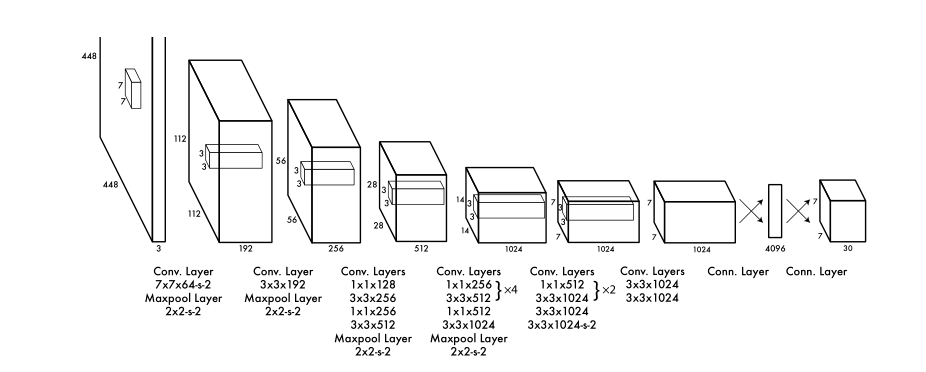 448
7
7
448
3
112
3
3
112
192
56
3
3
56
256
28
3
3
28
512
14
3
3
14
1024
7
3
3
7
1024
7
7
1024
4096
7
7
30
Conv. Layer
7x7x64-s-2
Maxpool Layer
2x2-s-2
Conv. Layer
3x3x192
Maxpool Layer
2x2-s-2
Conv. Layers
1x1x128
3x3x256
1x1x256
3x3x512
Maxpool Layer
2x2-s-2
Conv. Layers
1x1x256
3x3x512
}×4
1x1x512
3x3x1024
Maxpool Layer
2x2-s-2
Conv. Layers
1x1x512
3x3x1024
}×2
3x3x1024
3x3x1024-s-2
Conv. Layers
3x3x1024
3x3x1024
Conn. Layer
Conn. Layer